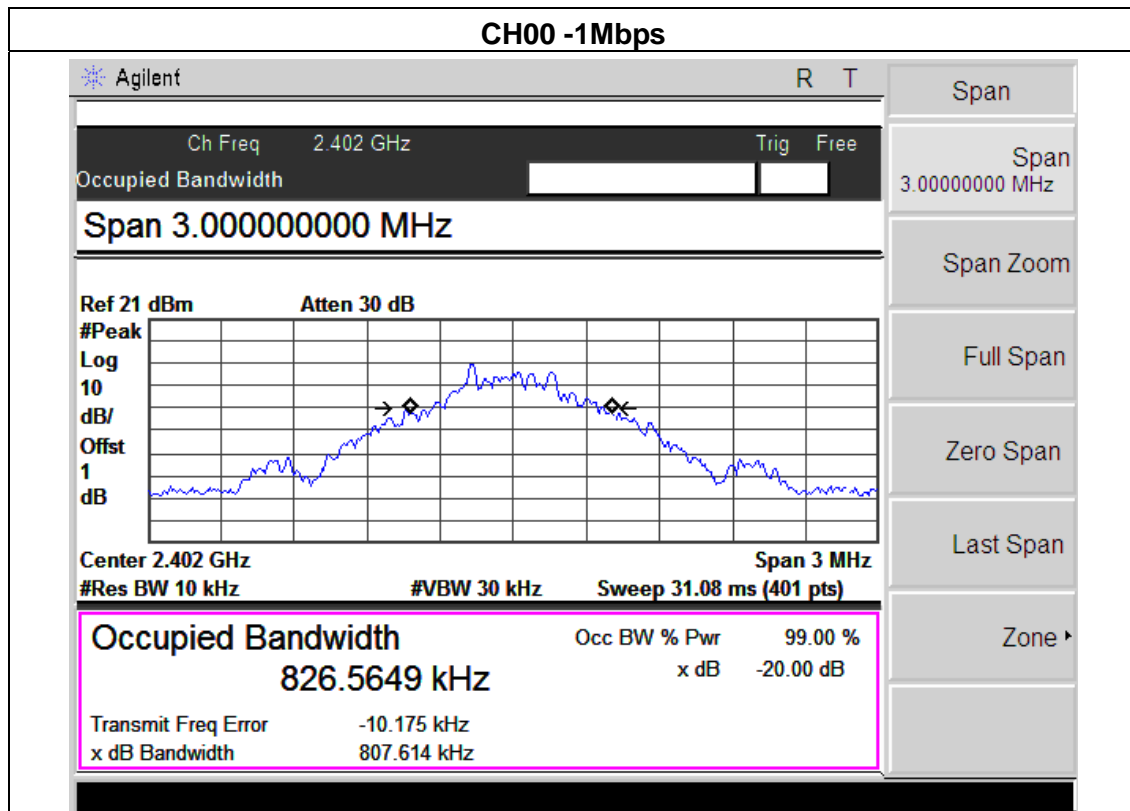 CH00 -1Mbps
Agilent
R T
Span
Ch Freq 2.402 GHz
Trig Free
Occupied Bandwidth
Span
3.00000000 MHz
Span 3.000000000 MHz
Span Zoom
Ref 21 dBm
Atten 30 dB
#Peak
Log
10
dB/
Offst
1
dB
Full Span
Zero Span
Last Span
Center 2.402 GHz
Span 3 MHz
#Res BW 10 kHz
#VBW 30 kHz
Sweep 31.08 ms (401 pts)
Occupied Bandwidth
826.5649 kHz
Occ BW % Pwr 99.00 %
x dB -20.00 dB
Transmit Freq Error -10.175 kHz
x dB Bandwidth 807.614 kHz
Zone